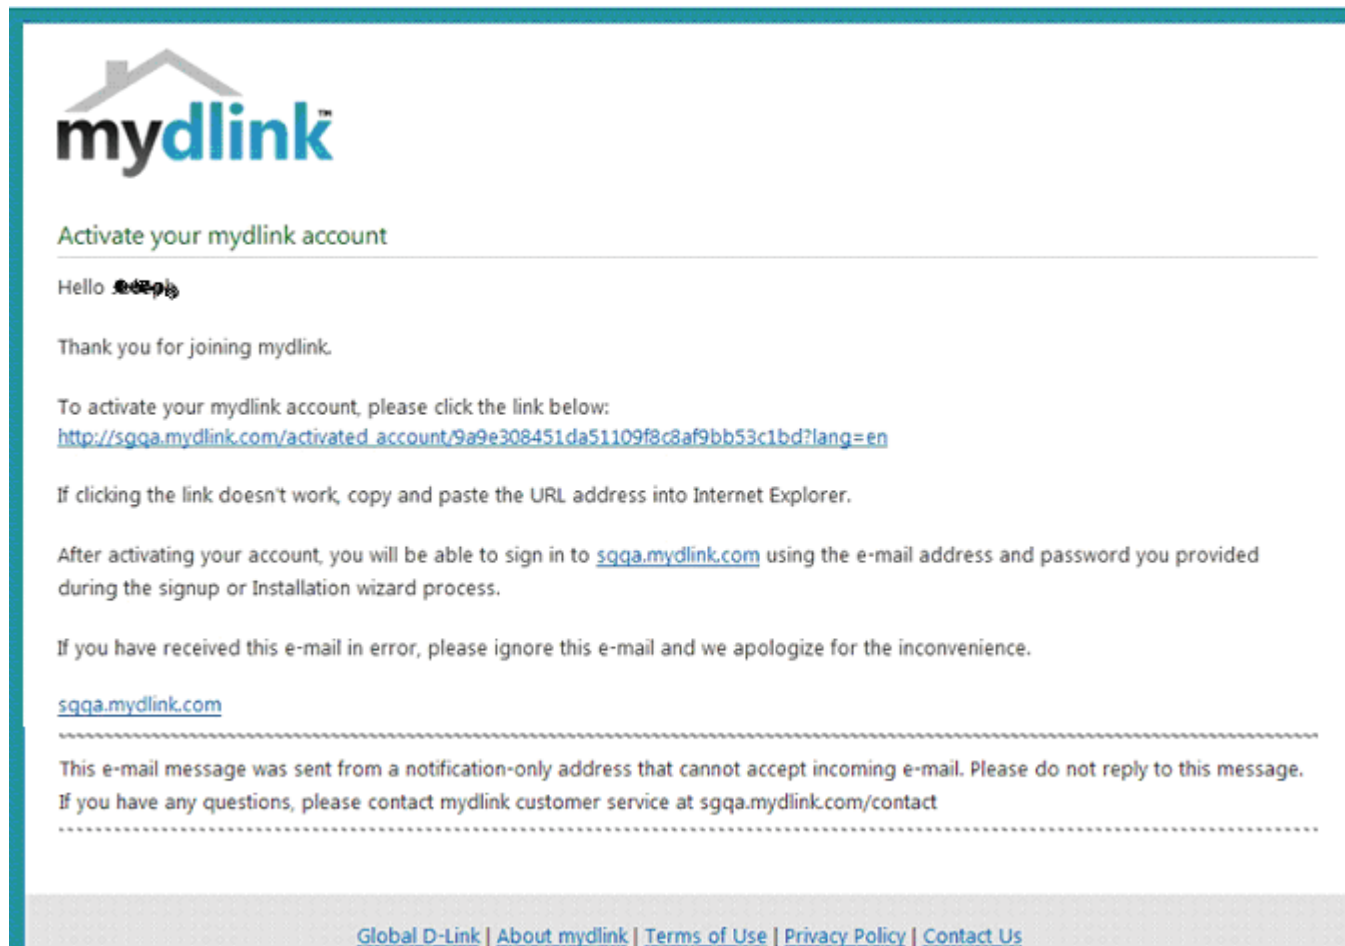 mydlink™
Activate your mydlink account
Hello
Thank you for joining mydlink.
To activate your mydlink account, please click the link below:
http://sgqa.mydlink.com/activated_account/9a9e308451da51109f8c8af9bb53c1bd?lang=en
If clicking the link doesn't work, copy and paste the URL address into Internet Explorer.
After activating your account, you will be able to sign in to sgqa.mydlink.com using the e-mail address and password you provided
during the signup or Installation wizard process.
If you have received this e-mail in error, please ignore this e-mail and we apologize for the inconvenience.
sgqa.mydlink.com
This e-mail message was sent from a notification-only address that cannot accept incoming e-mail. Please do not reply to this message.
If you have any questions, please contact mydlink customer service at sgqa.mydlink.com/contact
Global D-Link | About mydlink | Terms of Use | Privacy Policy | Contact Us